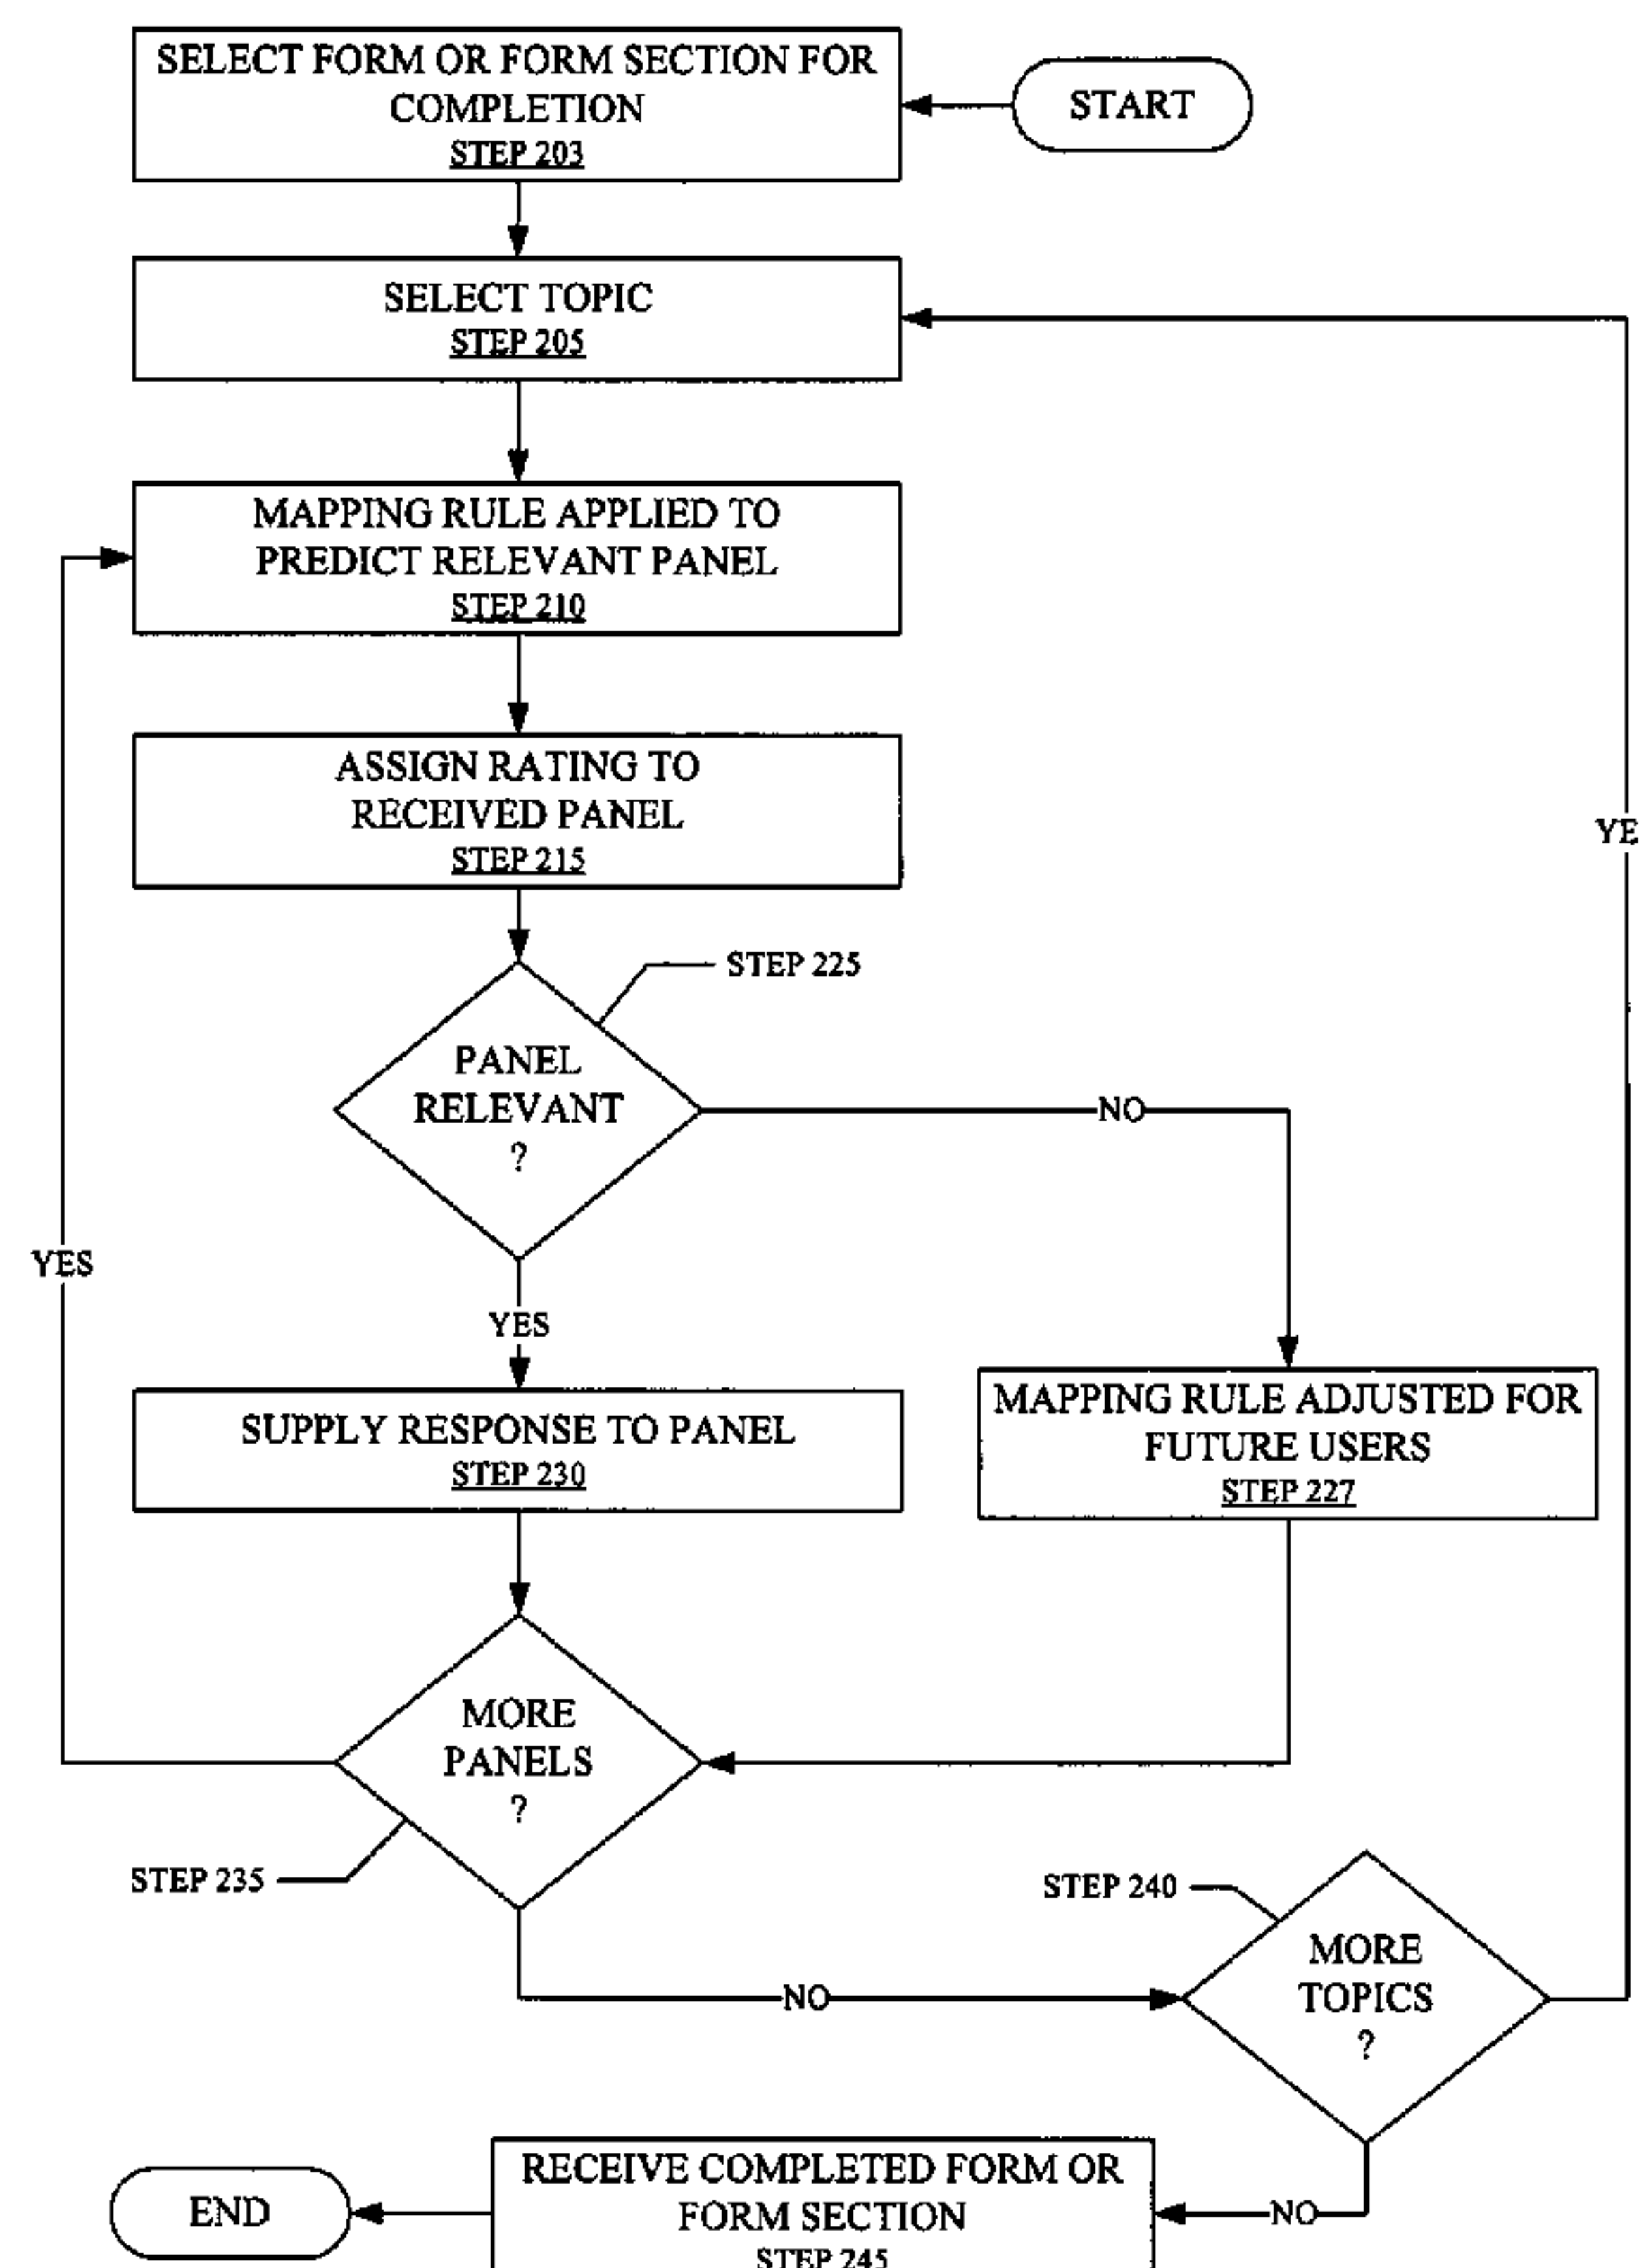 SELECT FORM OR FORM SECTION FOR
COMPLETION
STEP 203
START
SELECT TOPIC
STEP 205
MAPPING RULE APPLIED TO
PREDICT RELEVANT PANEL
STEP 210
ASSIGN RATING TO
RECEIVED PANEL
STEP 215
YE
STEP 225
PANEL
RELEVANT
?
NO
YES
YES
SUPPLY RESPONSE TO PANEL
STEP 230
MAPPING RULE ADJUSTED FOR
FUTURE USERS
STEP 227
MORE
PANELS
?
STEP 235
STEP 240
MORE
TOPICS
?
NO
RECEIVE COMPLETED FORM OR
FORM SECTION
STEP 245
NO
END